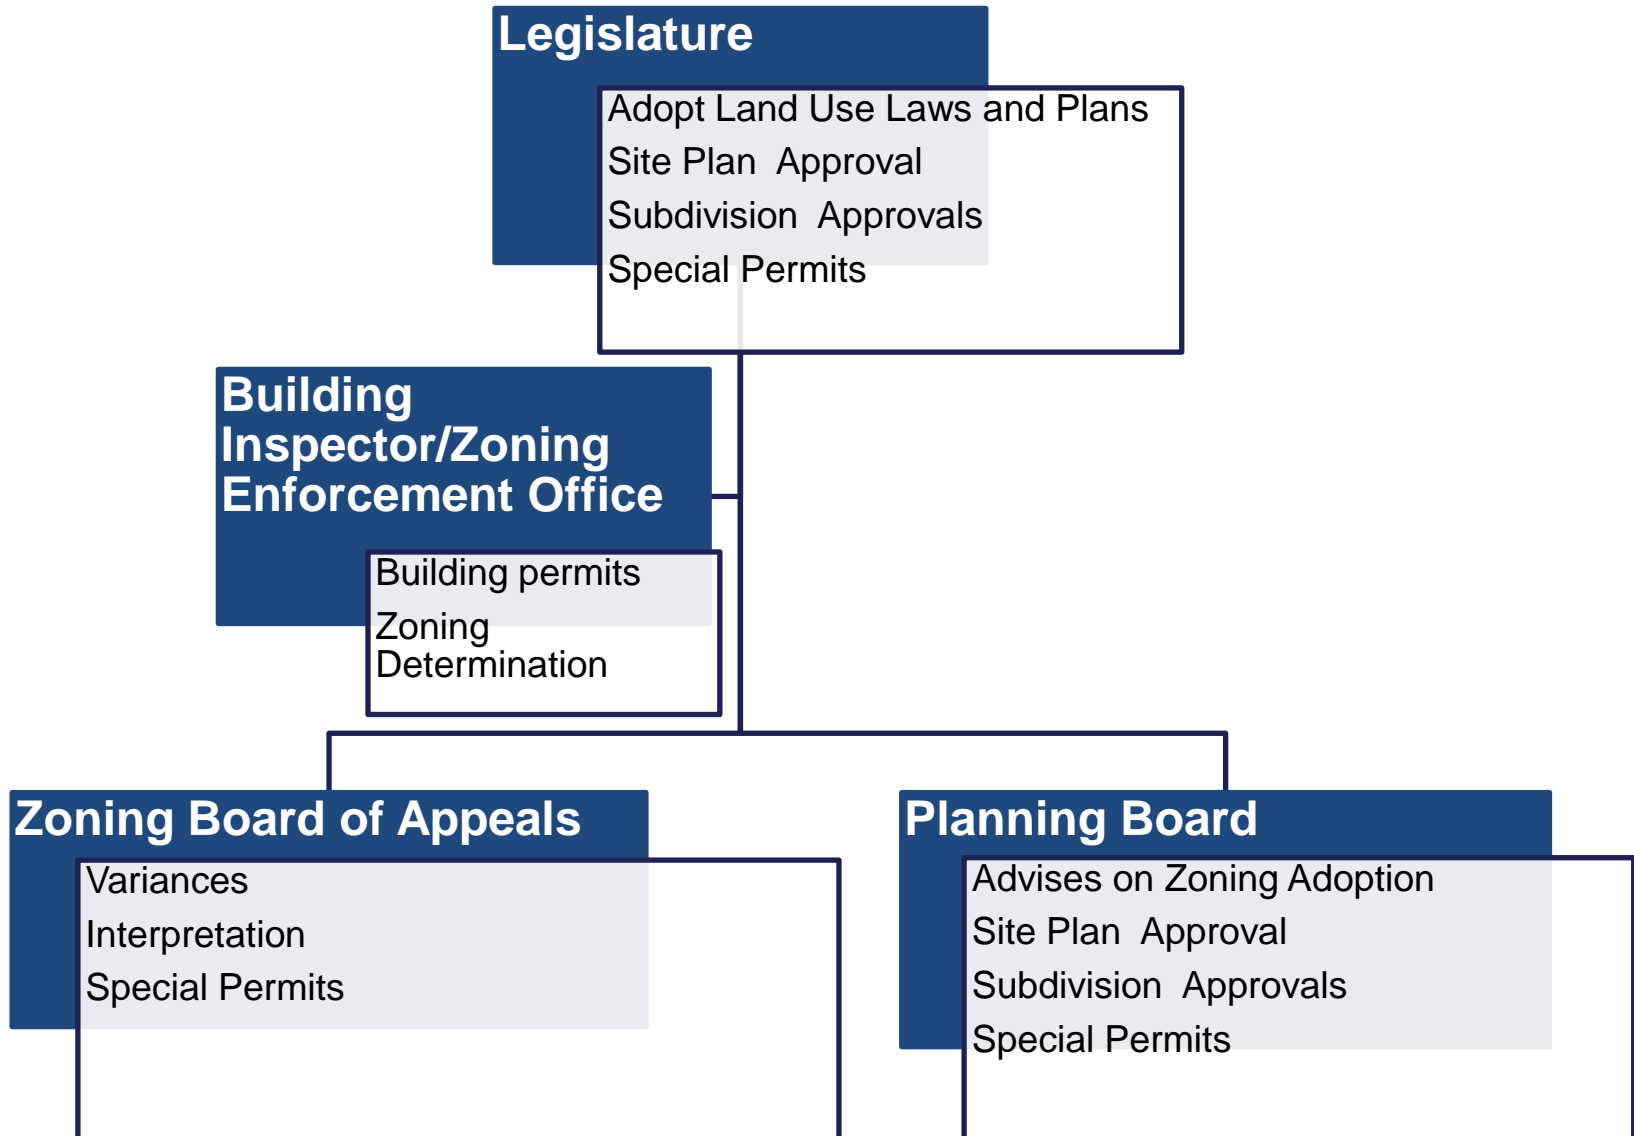 Legislature
Adopt Land Use Laws and Plans
Site Plan  Approval
Subdivision  Approvals
Special Permits
Building
Inspector/Zoning
Enforcement Office
Building permits
Zoning
Determination
Zoning Board of Appeals
Variances
Interpretation
Special Permits
Planning Board
Advises on Zoning Adoption
Site Plan  Approval
Subdivision  Approvals
Special Permits